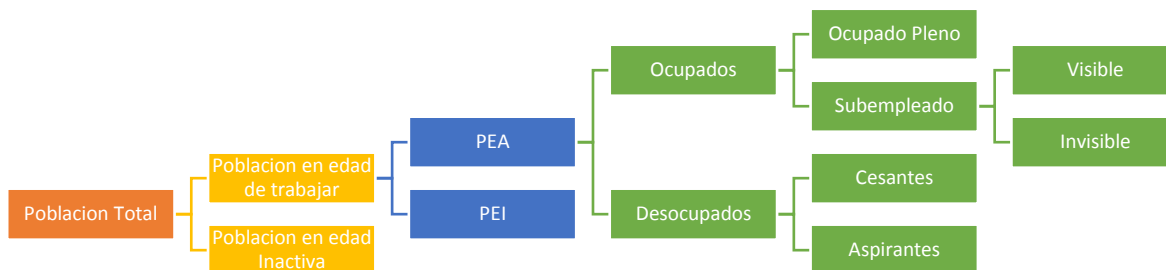 Poblacion Total
Poblacion en edad
de trabajar
Poblacion en edad
Inactiva
PEA
PEI
Ocupados
Desocupados
Ocupado Pleno
Subempleado
Cesantes
Aspirantes
Visible
Invisible